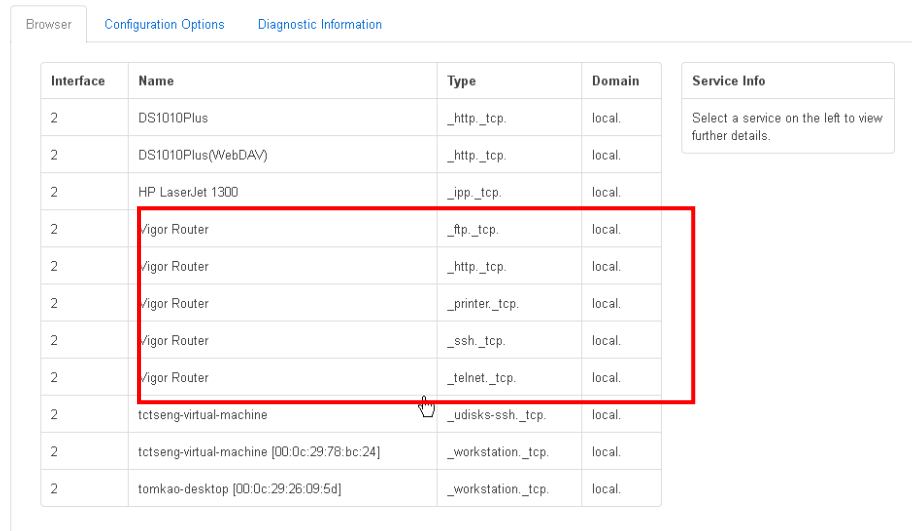 Browser Configuration Options Diagnostic Information
Interface Name Type Domain
2 DS1010Plus _http._tcp. local.
2 DS1010Plus(WebDAV) _http._tcp. local.
2 HP LaserJet 1300 _ipp._tcp. local.
2 Vigor Router _ftp._tcp. local.
2 Vigor Router _http._tcp. local.
2 Vigor Router _printer._tcp. local.
2 Vigor Router _ssh._tcp. local.
2 Vigor Router _telnet._tcp. local.
2 tctseng-virtual-machine _udisks-ssh._tcp. local.
2 tctseng-virtual-machine [00:0c:29:78:bc:24] _workstation._tcp. local.
2 tomkao-desktop [00:0c:29:26:09:5d] _workstation._tcp. local.
Service Info
Select a service on the left to view
further details.